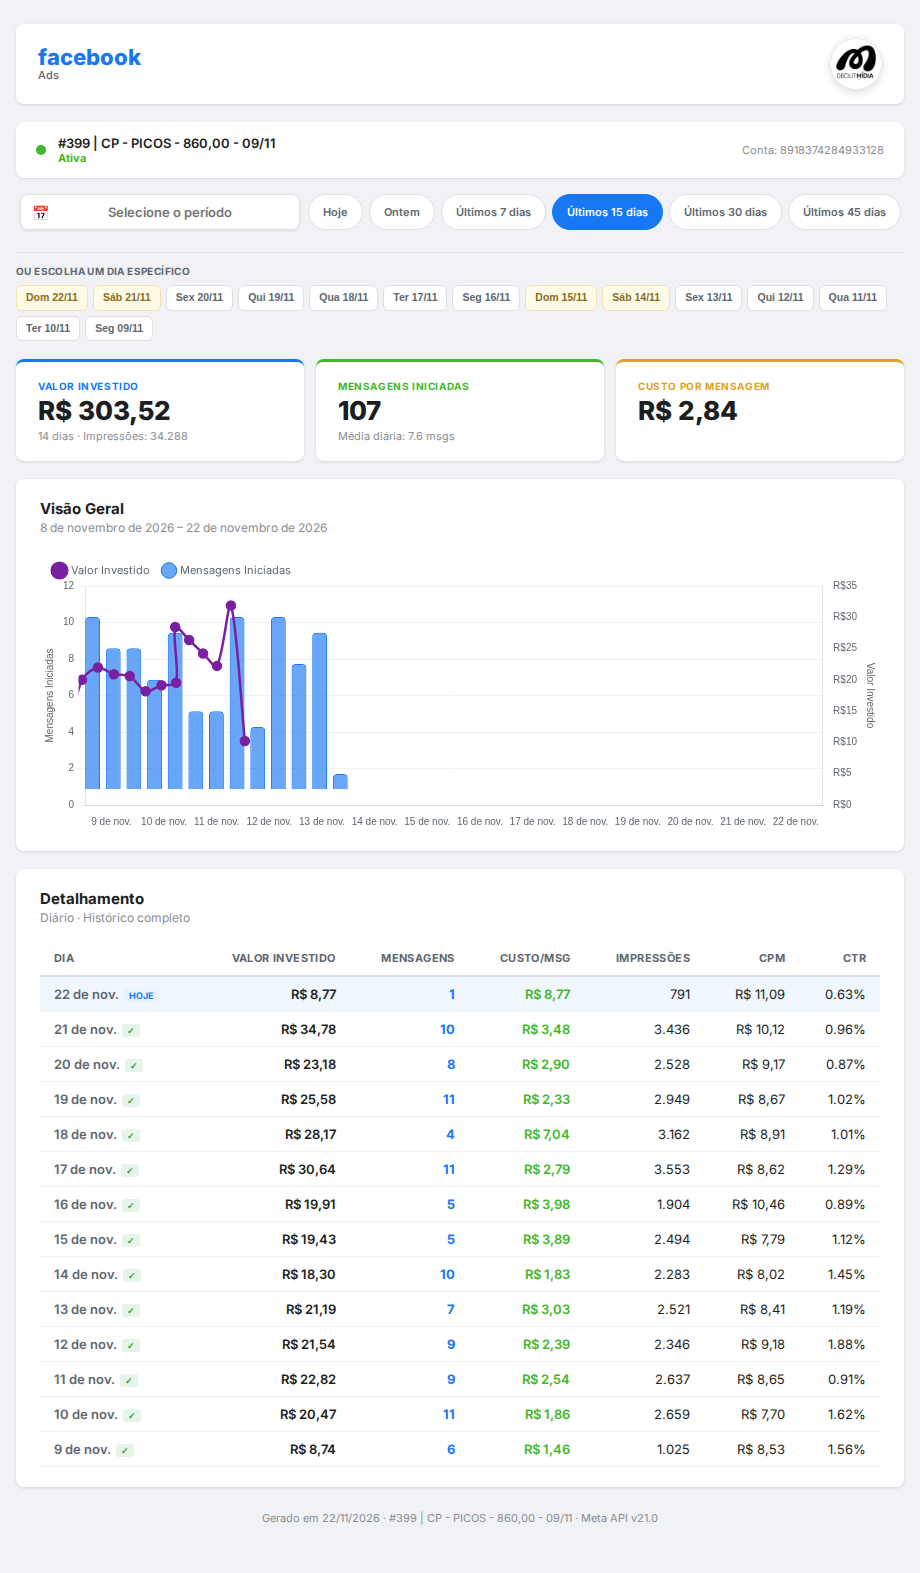 facebook
Ads
DBOUTMÍDIA
#399 | CP - PICOS - 860,00 - 09/11
Ativa
Conta: 8918374284933128
📅 Selecione o período
Hoje
Ontem
Últimos 7 dias
Últimos 15 dias
Últimos 30 dias
Últimos 45 dias
OU ESCOLHA UM DIA ESPECÍFICO
Dom 22/11 Sáb 21/11 Sex 20/11 Qui 19/11 Qua 18/11 Ter 17/11 Seg 16/11 Dom 15/11 Sáb 14/11 Sex 13/11 Qui 12/11 Qua 11/11
Ter 10/11 Seg 09/11
VALOR INVESTIDO
R$ 303,52
14 dias · Impressões: 34.288
MENSAGENS INICIADAS
107
Média diária: 7.6 msgs
CUSTO POR MENSAGEM
R$ 2,84
Visão Geral
8 de novembro de 2026 – 22 de novembro de 2026
Valor Investido Mensagens Iniciadas
Mensagens Iniciadas
12
10
8
6
4
2
0
R$35
R$30
R$25
R$20
R$15
R$10
R$5
R$0
Valor Investido
9 de nov. 10 de nov. 11 de nov. 12 de nov. 13 de nov. 14 de nov. 15 de nov. 16 de nov. 17 de nov. 18 de nov. 19 de nov. 20 de nov. 21 de nov. 22 de nov.
Detalhamento
Diário · Histórico completo
DIA VALOR INVESTIDO MENSAGENS CUSTO/MSG IMPRESSÕES CPM CTR
22 de nov. HOJE R$ 8,77 1 R$ 8,77 791 R$ 11,09 0.63%
21 de nov. ✓ R$ 34,78 10 R$ 3,48 3.436 R$ 10,12 0.96%
20 de nov. ✓ R$ 23,18 8 R$ 2,90 2.528 R$ 9,17 0.87%
19 de nov. ✓ R$ 25,58 11 R$ 2,33 2.949 R$ 8,67 1.02%
18 de nov. ✓ R$ 28,17 4 R$ 7,04 3.162 R$ 8,91 1.01%
17 de nov. ✓ R$ 30,64 11 R$ 2,79 3.553 R$ 8,62 1.29%
16 de nov. ✓ R$ 19,91 5 R$ 3,98 1.904 R$ 10,46 0.89%
15 de nov. ✓ R$ 19,43 5 R$ 3,89 2.494 R$ 7,79 1.12%
14 de nov. ✓ R$ 18,30 10 R$ 1,83 2.283 R$ 8,02 1.45%
13 de nov. ✓ R$ 21,19 7 R$ 3,03 2.521 R$ 8,41 1.19%
12 de nov. ✓ R$ 21,54 9 R$ 2,39 2.346 R$ 9,18 1.88%
11 de nov. ✓ R$ 22,82 9 R$ 2,54 2.637 R$ 8,65 0.91%
10 de nov. ✓ R$ 20,47 11 R$ 1,86 2.659 R$ 7,70 1.62%
9 de nov. ✓ R$ 8,74 6 R$ 1,46 1.025 R$ 8,53 1.56%
Gerado em 22/11/2026 · #399 | CP - PICOS - 860,00 - 09/11 · Meta API v21.0